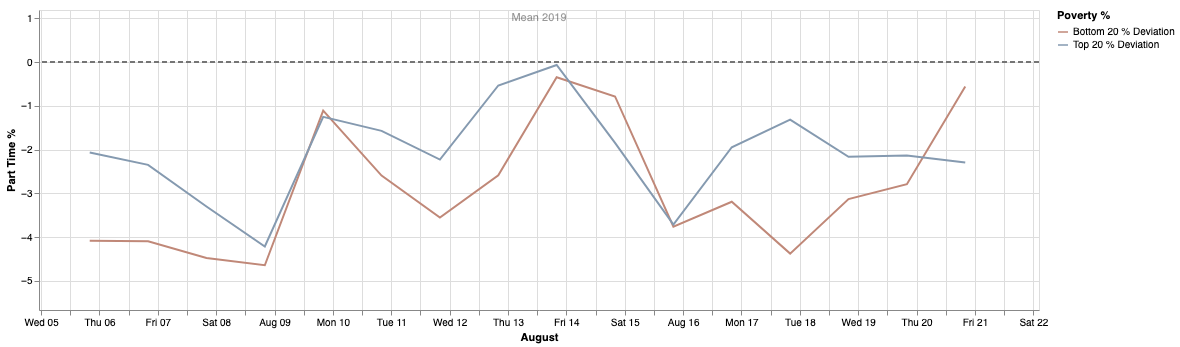 Mean 2019
Poverty %
Bottom 20 % Deviation
Top 20 % Deviation
Part Time %
1
0
−1
−2
−3
−4
−5
Wed 05 Thu 06 Fri 07 Sat 08 Aug 09 Mon 10 Tue 11 Wed 12 Thu 13 Fri 14 Sat 15 Aug 16 Mon 17 Tue 18 Wed 19 Thu 20 Fri 21 Sat 22
August